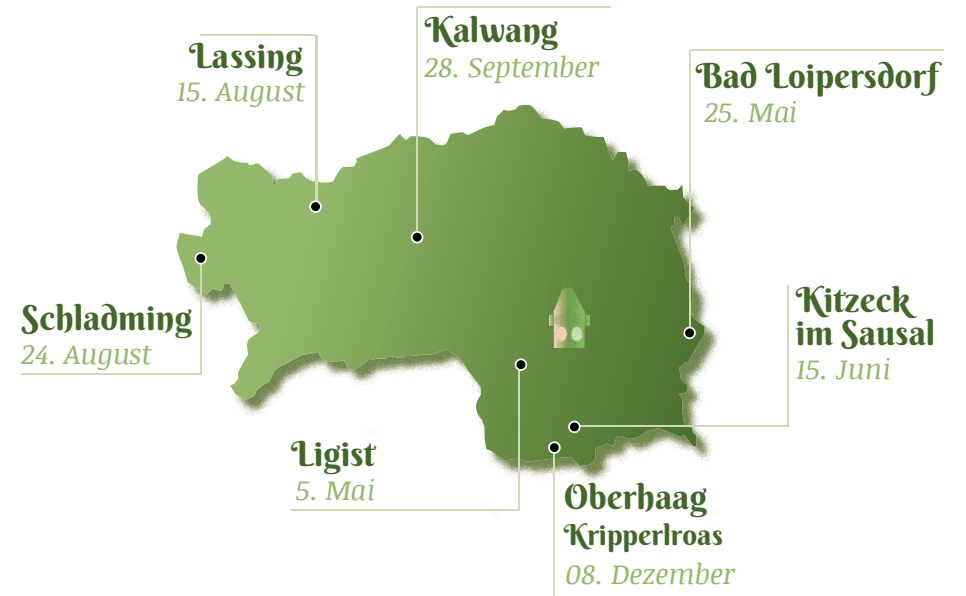 Kalwang
28. September
Lassing
15. August
Bad Loipersdorf
25. Mai
Kitzeck
im Sausal
15. Juni
Schladming
24. August
Ligist
5. Mai
Oberhaag
Kripperlroas
08. Dezember